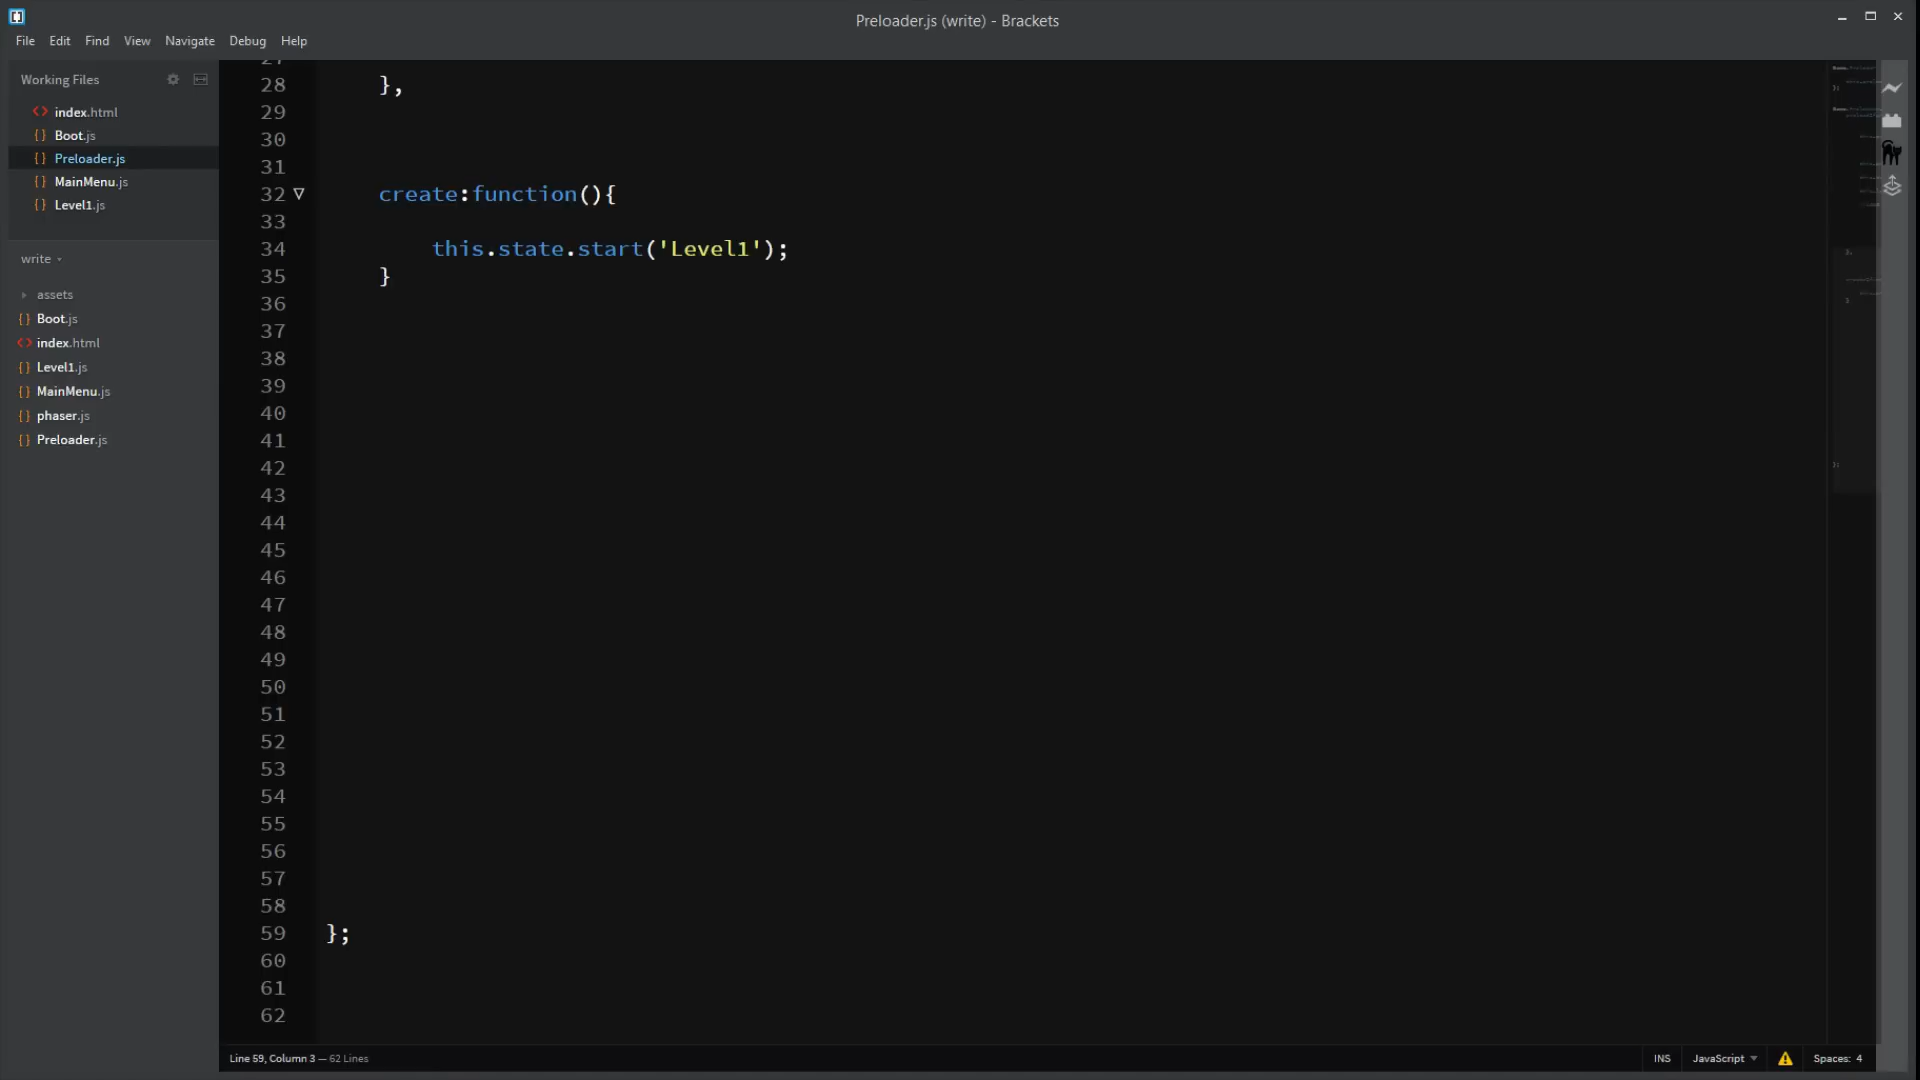 Preloader.js (write) - Brackets
File Edit Find View Navigate Debug Help
Working Files
index.html
Boot.js
Preloader.js
MainMenu.js
Level1.js
write
assets
Boot.js
index.html
Level1.js
MainMenu.js
phaser.js
Preloader.js
27
28 },
29
30
31
32 create:function(){
33
34 this.state.start('Level1');
35 }
36
37
38
39
40
41
42
43
44
45
46
47
48
49
50
51
52
53
54
55
56
57
58
59 };
60
61
62
Line 59, Column 3 — 62 Lines
INS JavaScript Spaces: 4